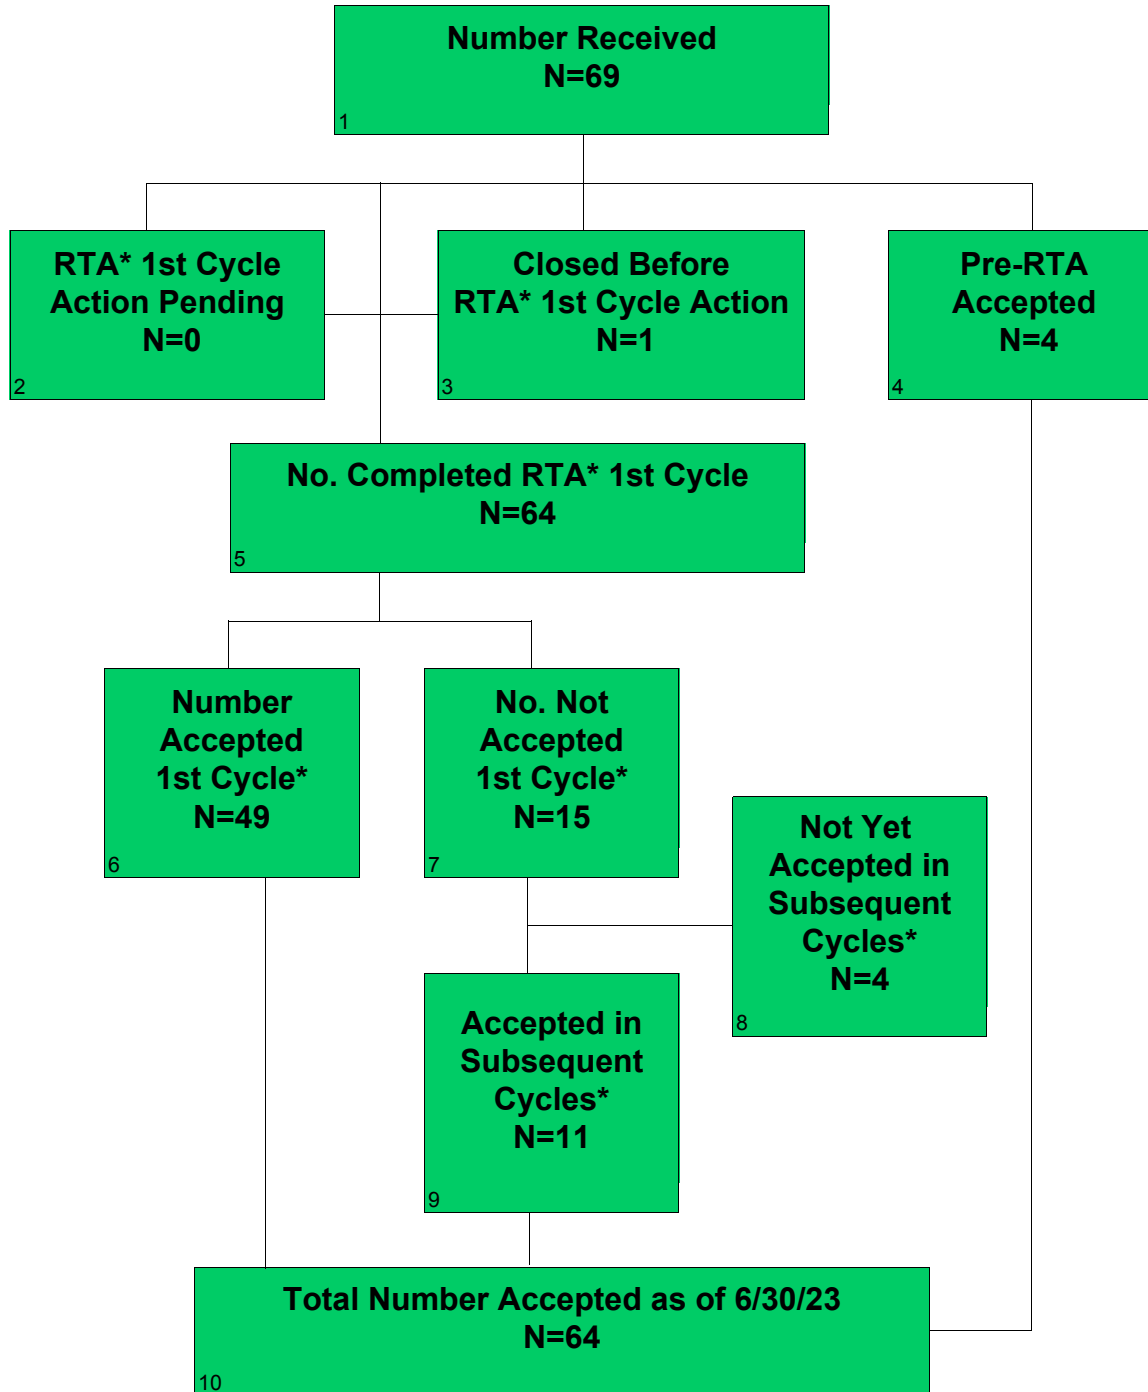 Number Received
N=69
1
RTA* 1st Cycle
Action Pending
N=0
2
Closed Before
RTA* 1st Cycle Action
N=1
3
Pre-RTA
Accepted
N=4
4
No. Completed RTA* 1st Cycle
N=64
5
Number
Accepted
1st Cycle*
N=49
6
No. Not
Accepted
1st Cycle*
N=15
7
Not Yet
Accepted in
Subsequent
Cycles*
N=4
8
Accepted in
Subsequent
Cycles*
N=11
9
Total Number Accepted as of 6/30/23
N=64
10